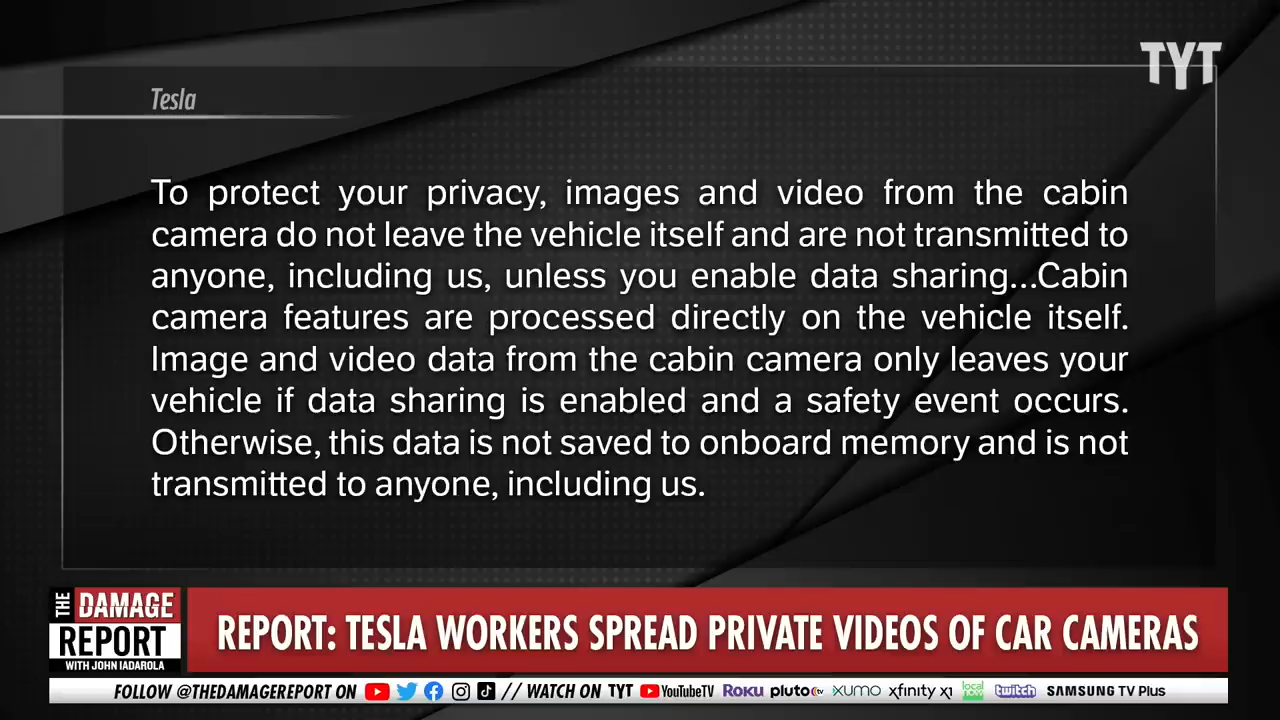 TYT
Tesla
To protect your privacy, images and video from the cabin
camera do not leave the vehicle itself and are not transmitted to
anyone, including us, unless you enable data sharing...Cabin
camera features are processed directly on the vehicle itself.
Image and video data from the cabin camera only leaves your
vehicle if data sharing is enabled and a safety event occurs.
Otherwise, this data is not saved to onboard memory and is not
transmitted to anyone, including us.
THE DAMAGE
REPORT
WITH JOHN IADAROLA
REPORT: TESLA WORKERS SPREAD PRIVATE VIDEOS OF CAR CAMERAS
FOLLOW @THEDAMAGEREPORT ON // WATCH ON TYT YouTubeTV ROKU pluto tv XUMO xfinity x1 local now twitch SAMSUNG TV Plus